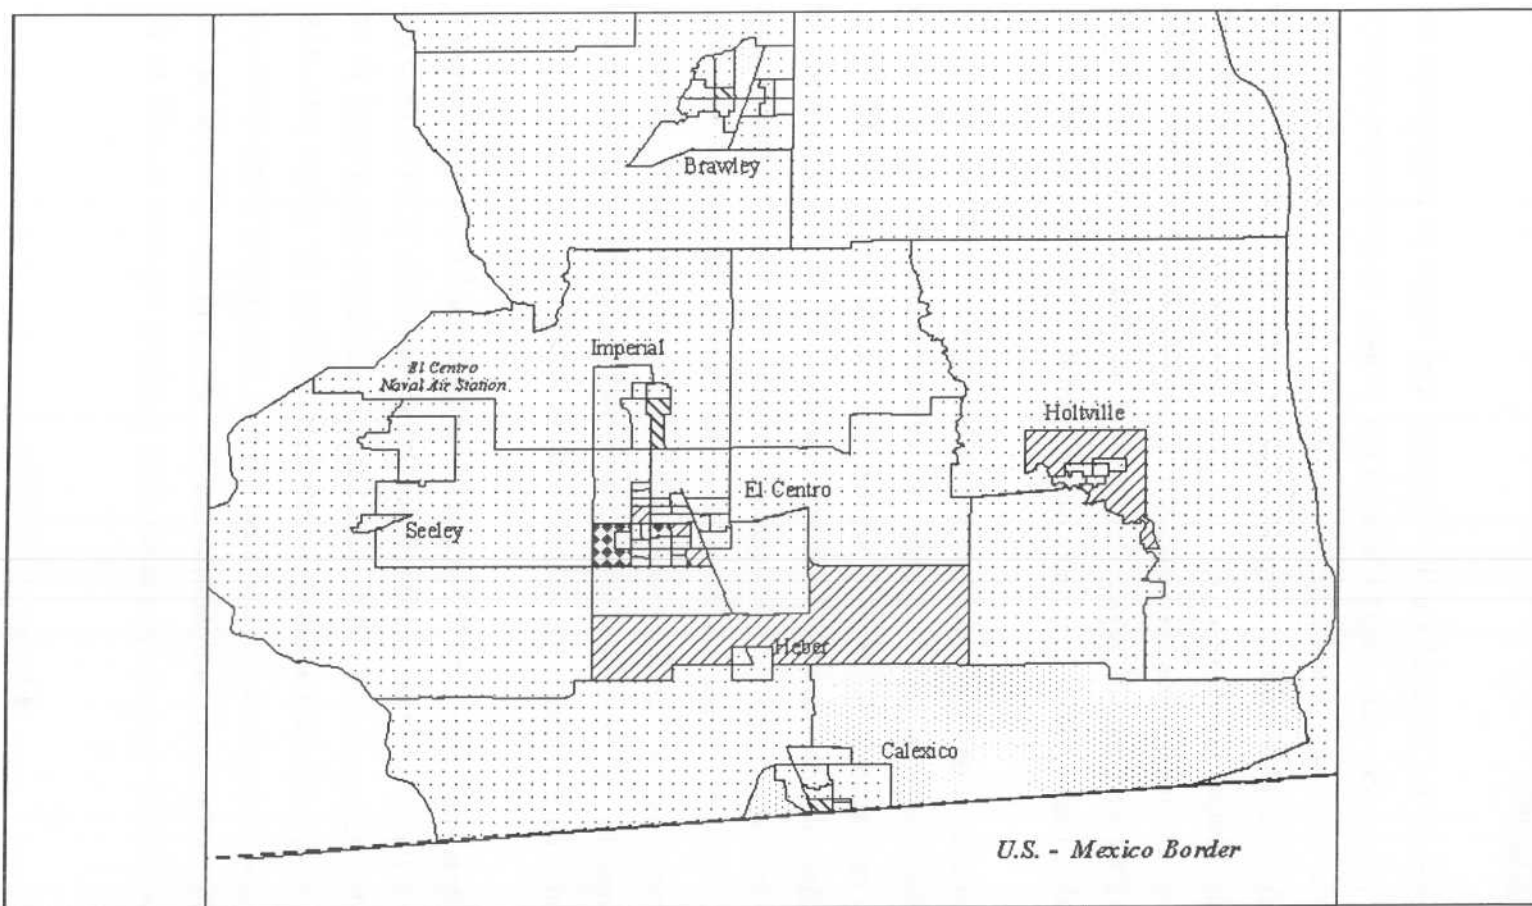 Brawley
Imperial
El Centro
Naval Air Station
Holtville
El Centro
Seeley
Heber
Calexico
U.S. - Mexico Border